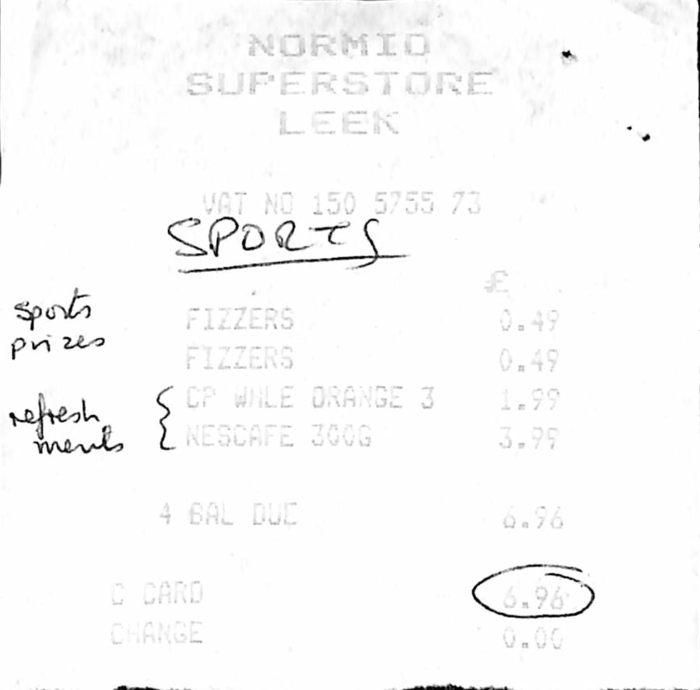 NORMID
SUPERSTORE
LEEK
VAT NO 150 5755 73
SPORTS
£
sports prizes
FIZZERS 0.49
FIZZERS 0.49
refresh ments
CP WHLE ORANGE 3 1.99
NESCAFE 300G 3.99
4 BAL DUE 6.96
C CARD 6.96
CHANGE 0.00